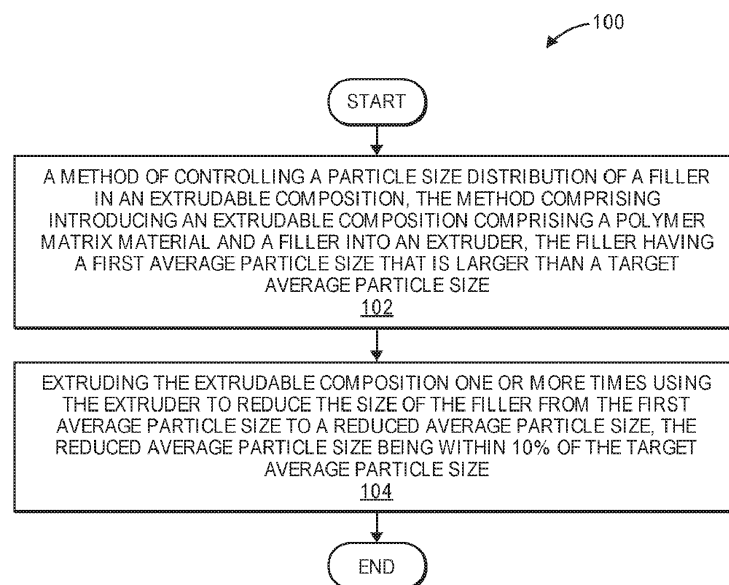 100
START
A METHOD OF CONTROLLING A PARTICLE SIZE DISTRIBUTION OF A FILLER
IN AN EXTRUDABLE COMPOSITION, THE METHOD COMPRISING
INTRODUCING AN EXTRUDABLE COMPOSITION COMPRISING A POLYMER
MATRIX MATERIAL AND A FILLER INTO AN EXTRUDER, THE FILLER HAVING
A FIRST AVERAGE PARTICLE SIZE THAT IS LARGER THAN A TARGET
AVERAGE PARTICLE SIZE
102
EXTRUDING THE EXTRUDABLE COMPOSITION ONE OR MORE TIMES USING
THE EXTRUDER TO REDUCE THE SIZE OF THE FILLER FROM THE FIRST
AVERAGE PARTICLE SIZE TO A REDUCED AVERAGE PARTICLE SIZE, THE
REDUCED AVERAGE PARTICLE SIZE BEING WITHIN 10% OF THE TARGET
AVERAGE PARTICLE SIZE
104
END